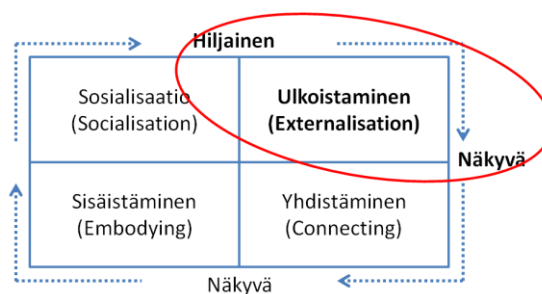 Hiljainen
Sosialisaatio
(Socialisation)
Ulkoistaminen
(Externalisation)
Näkyvä
Sisäistäminen
(Embodying)
Yhdistäminen
(Connecting)
Näkyvä